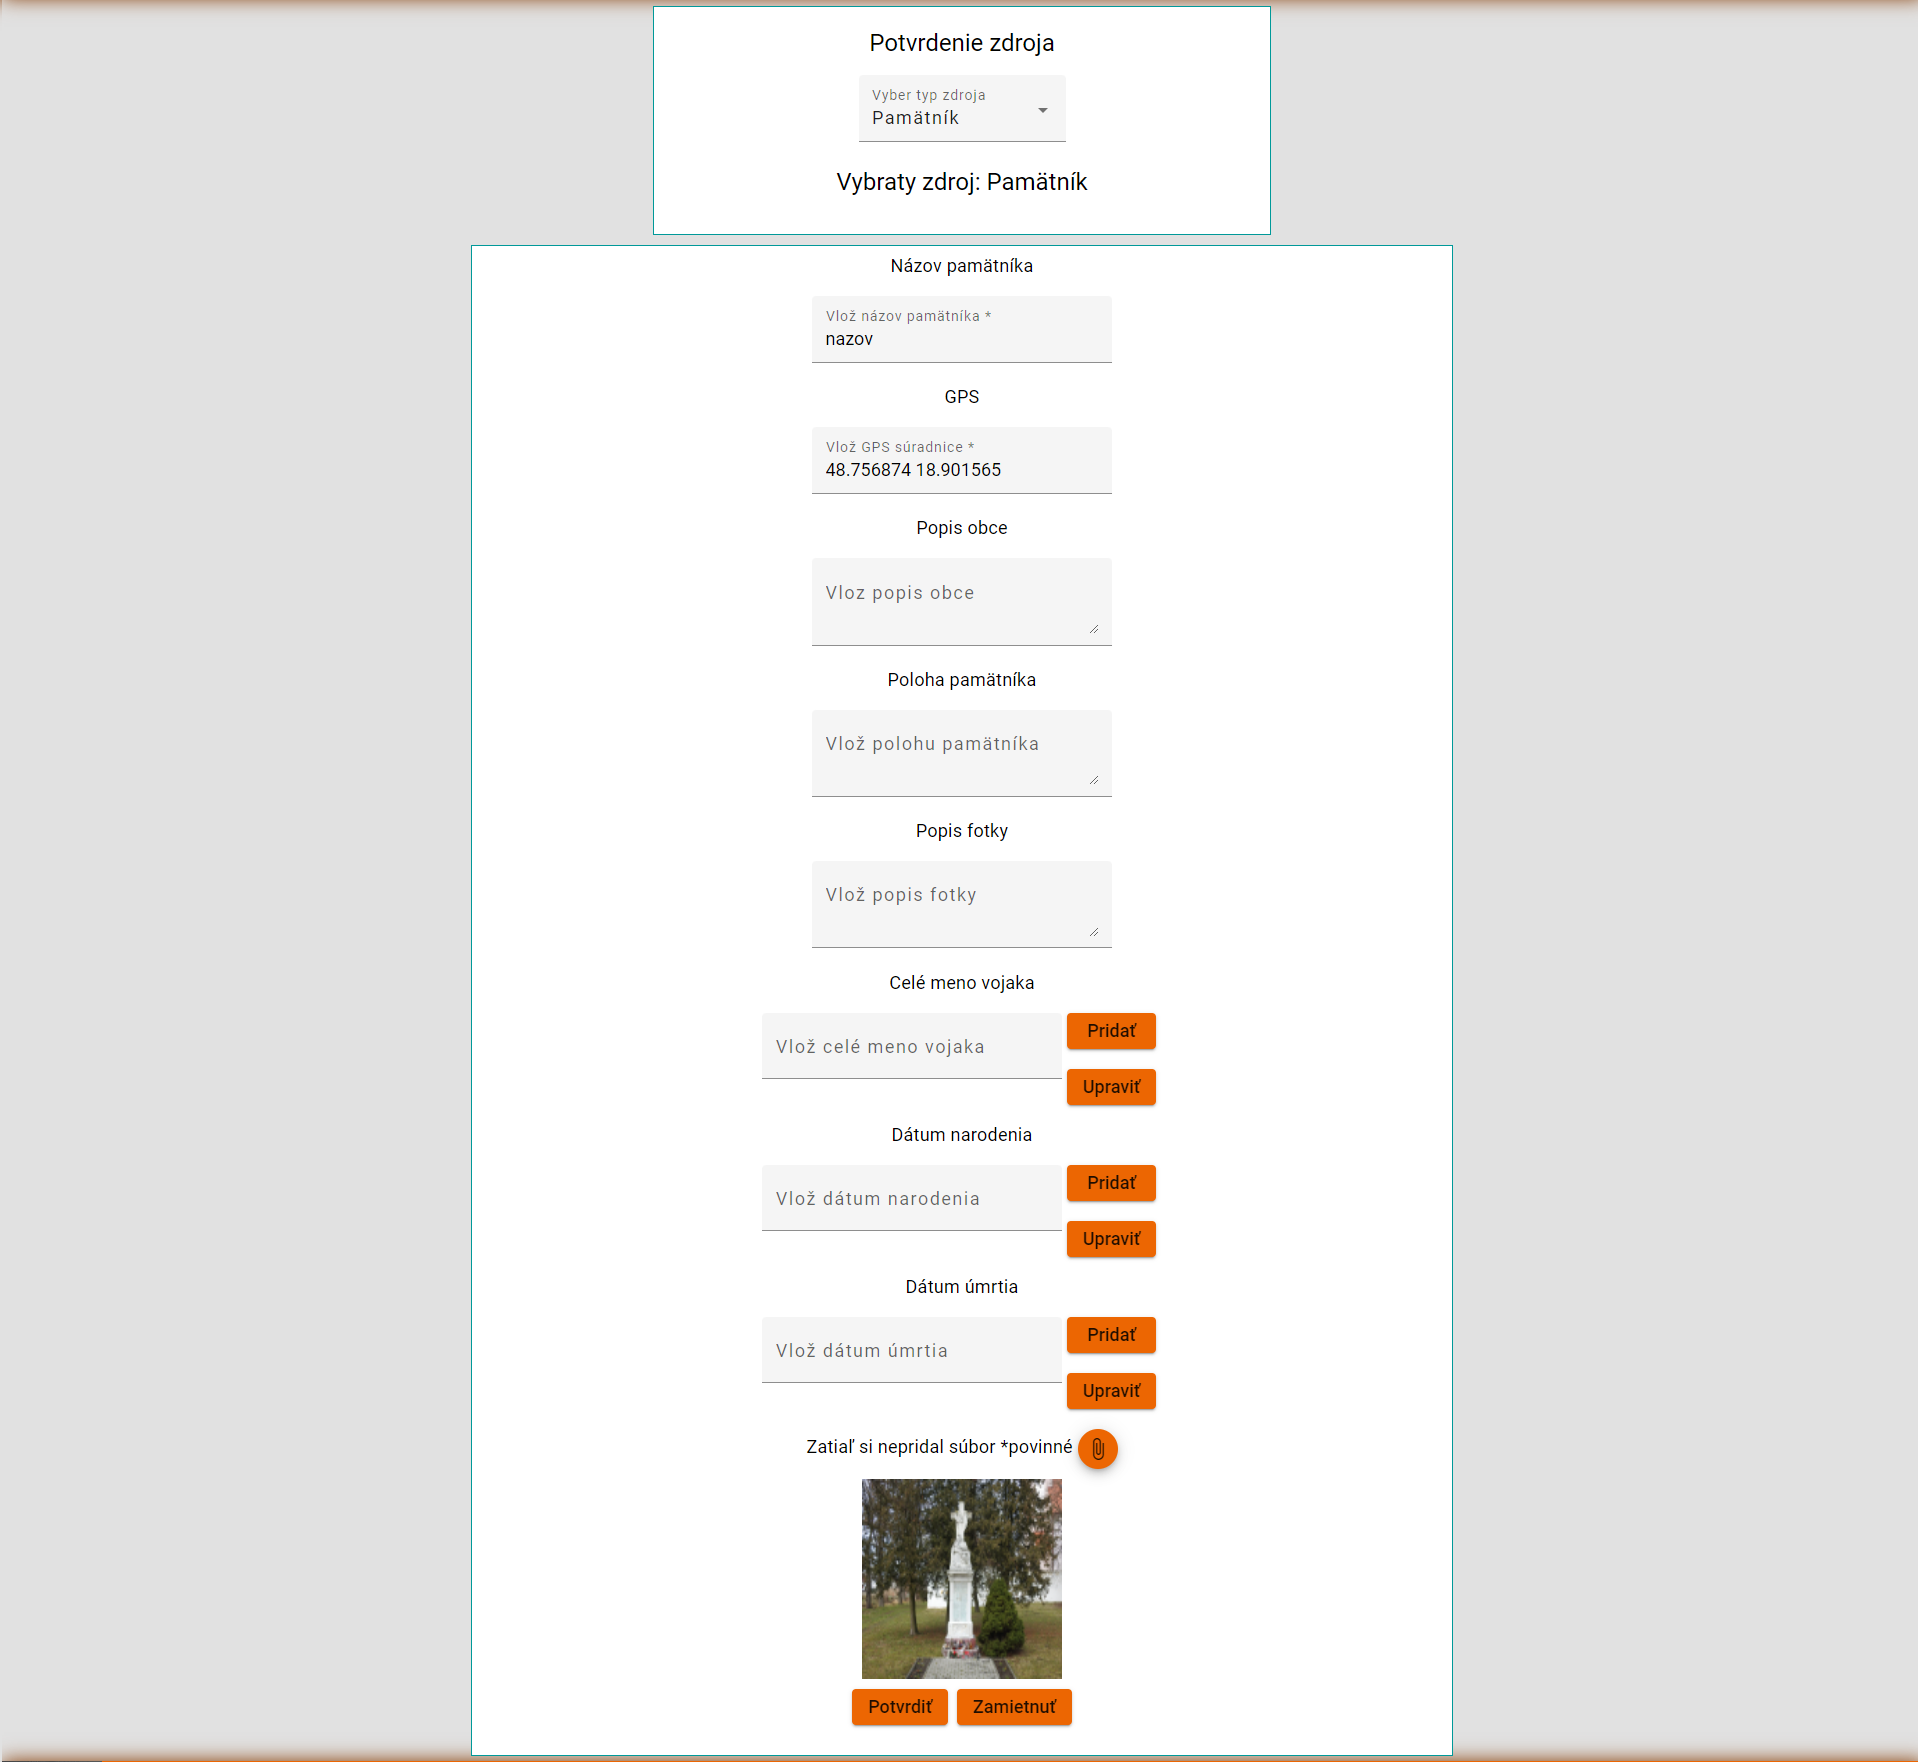 Potvrdenie zdroja
Vyber typ zdroja
Pamätník
Vybraty zdroj: Pamätník
Názov pamätníka
Vlož názov pamätníka *
nazov
GPS
Vlož GPS súradnice *
48.756874 18.901565
Popis obce
Vloz popis obce
Poloha pamätníka
Vlož polohu pamätníka
Popis fotky
Vlož popis fotky
Celé meno vojaka
Vlož celé meno vojaka
Pridať
Upraviť
Dátum narodenia
Vlož dátum narodenia
Pridať
Upraviť
Dátum úmrtia
Vlož dátum úmrtia
Pridať
Upraviť
Zatiaľ si nepridal súbor *povinné
Potvrdiť Zamietnuť